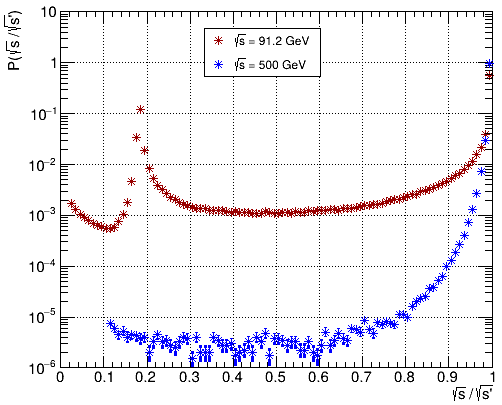 P(√s /√s')
√s = 91.2 GeV
√s = 500 GeV
10
1
10⁻¹
10⁻²
10⁻³
10⁻⁴
10⁻⁵
10⁻⁶
0 0.1 0.2 0.3 0.4 0.5 0.6 0.7 0.8 0.9 1
√s /√s'